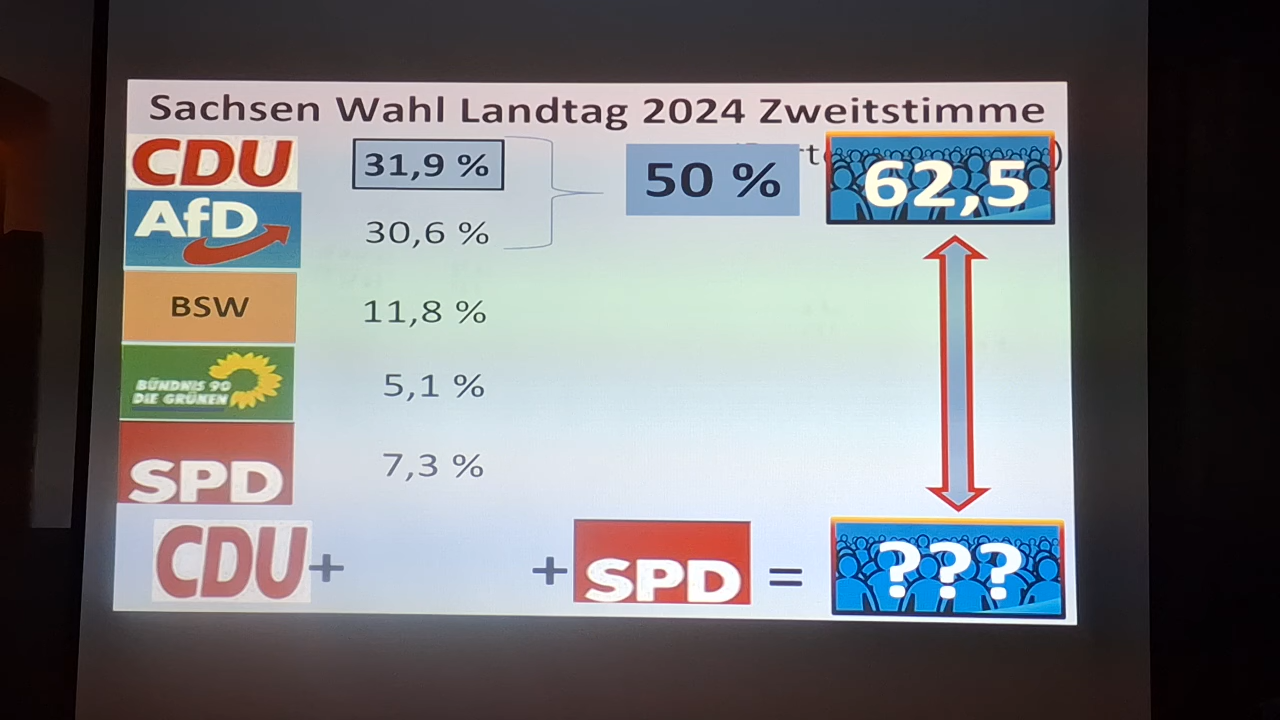 Sachsen Wahl Landtag 2024 Zweitstimme
CDU 31,9 % 50 % 62,5
AfD 30,6 %
BSW 11,8 %
BÜNDNIS 90
DIE GRÜNEN 5,1 %
SPD 7,3 %
CDU + + SPD = ???